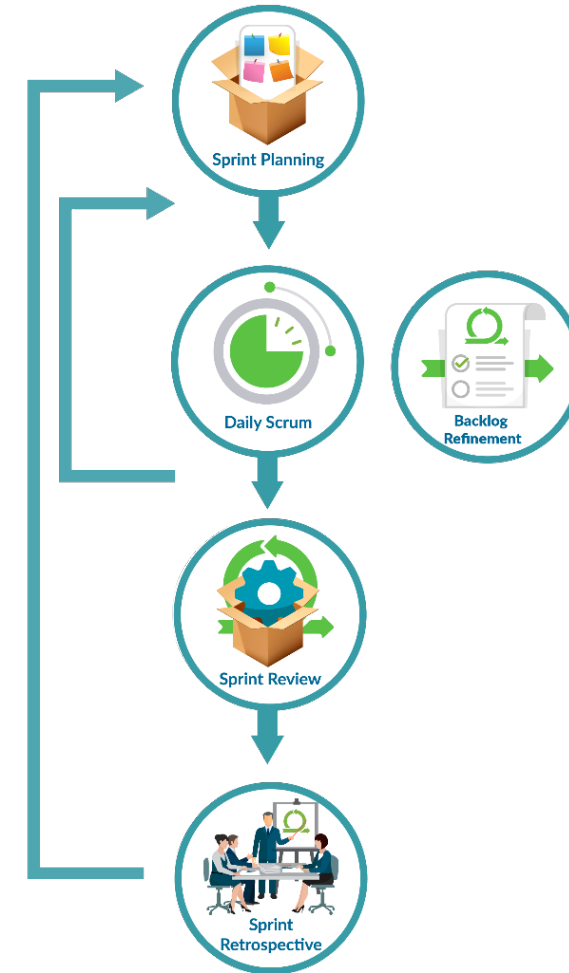 Sprint Planning
Daily Scrum
Backlog
Refinement
Sprint Review
Sprint
Retrospective